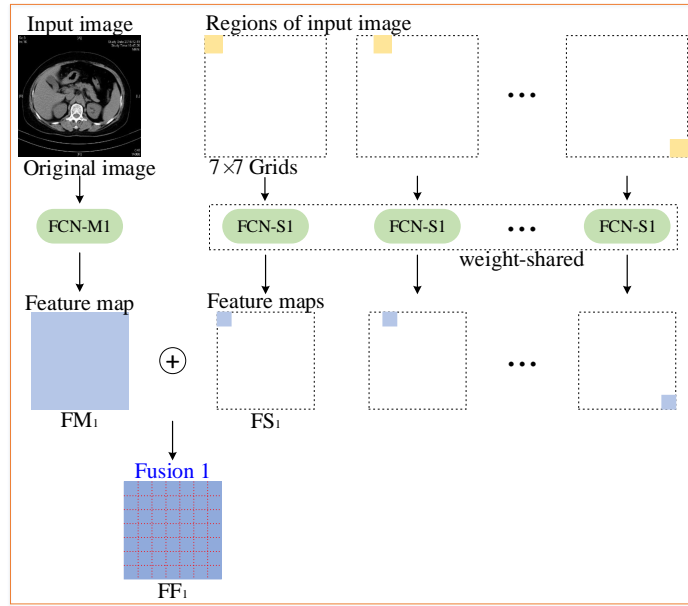 Input image
Regions of input image
Original image
7×7 Grids
FCN-M1
FCN-S1
FCN-S1
FCN-S1
weight-shared
Feature map
Feature maps
FM1
FS1
Fusion 1
FF1